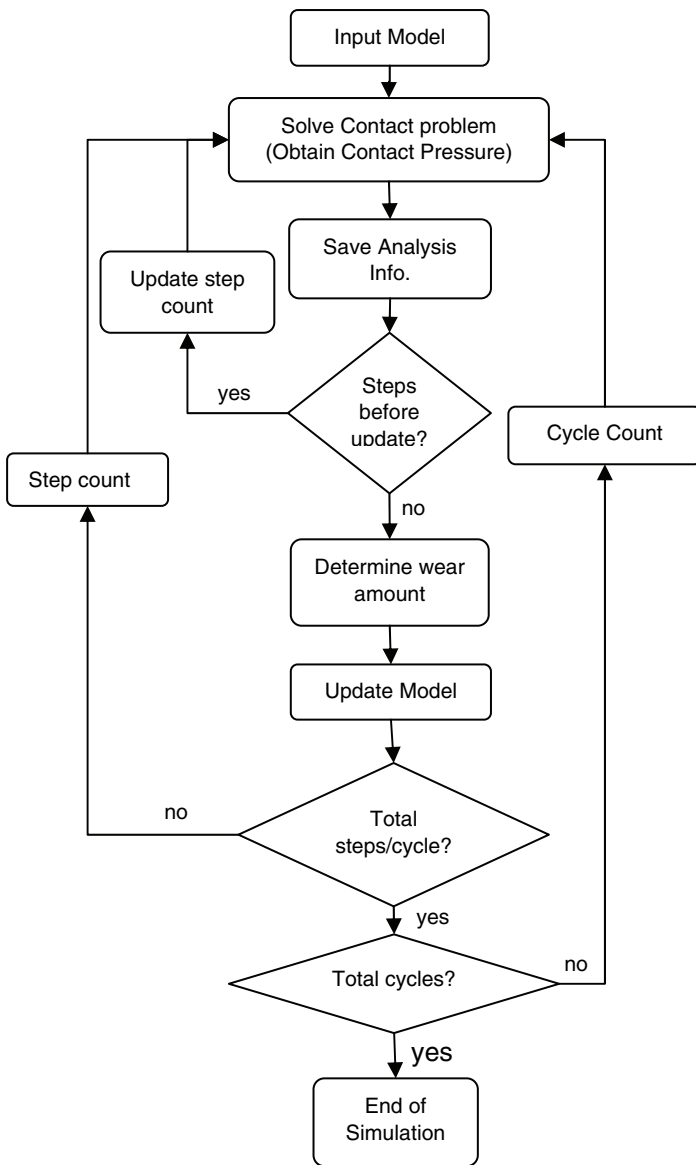 Input Model
Solve Contact problem
(Obtain Contact Pressure)
Save Analysis
Info.
Update step
count
yes
Steps
before
update?
Cycle Count
Step count
no
Determine wear
amount
Update Model
no
Total
steps/cycle?
yes
Total cycles?
no
yes
End of
Simulation